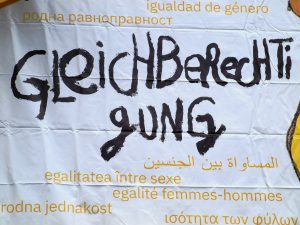 igualdad de género
родна равноправност
GLeiCHBeReCHTi
gUNG
المساواة بين الجنسين
egalitatea între sexe
egalité femmes-hommes
rodna jednakost
ισότητα των φύλων